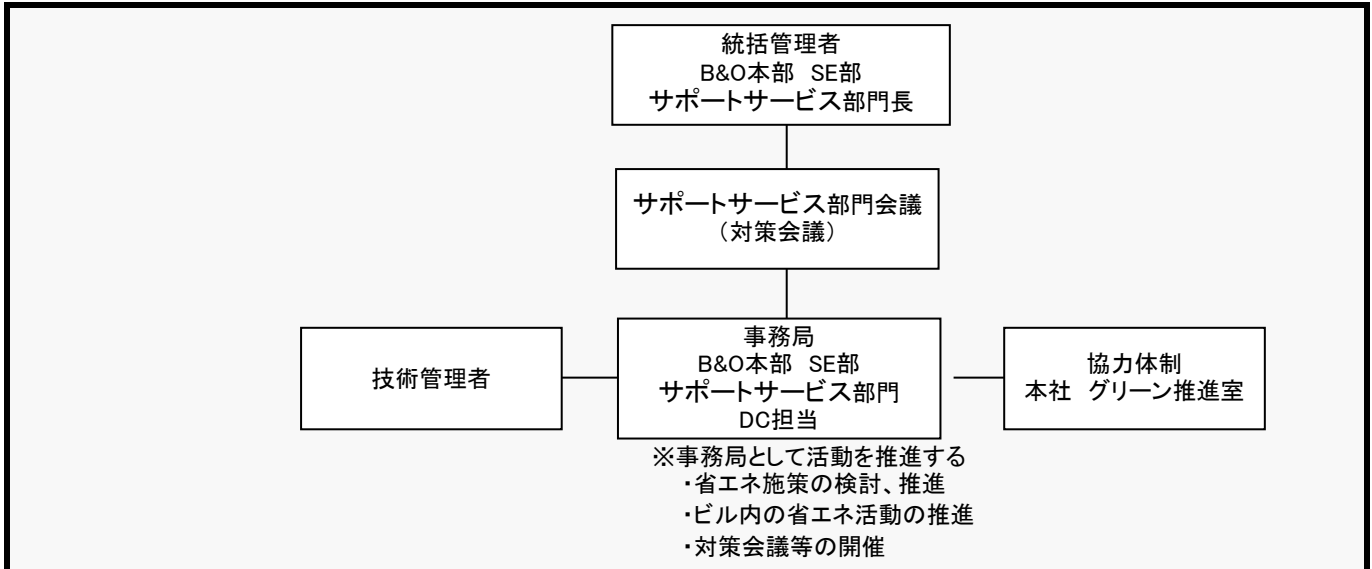 統括管理者
B&O本部 SE部
サポートサービス部門長
サポートサービス部門会議
（対策会議）
技術管理者
事務局
B&O本部 SE部
サポートサービス部門
DC担当
協力体制
本社 グリーン推進室
※事務局として活動を推進する
・省エネ施策の検討、推進
・ビル内の省エネ活動の推進
・対策会議等の開催